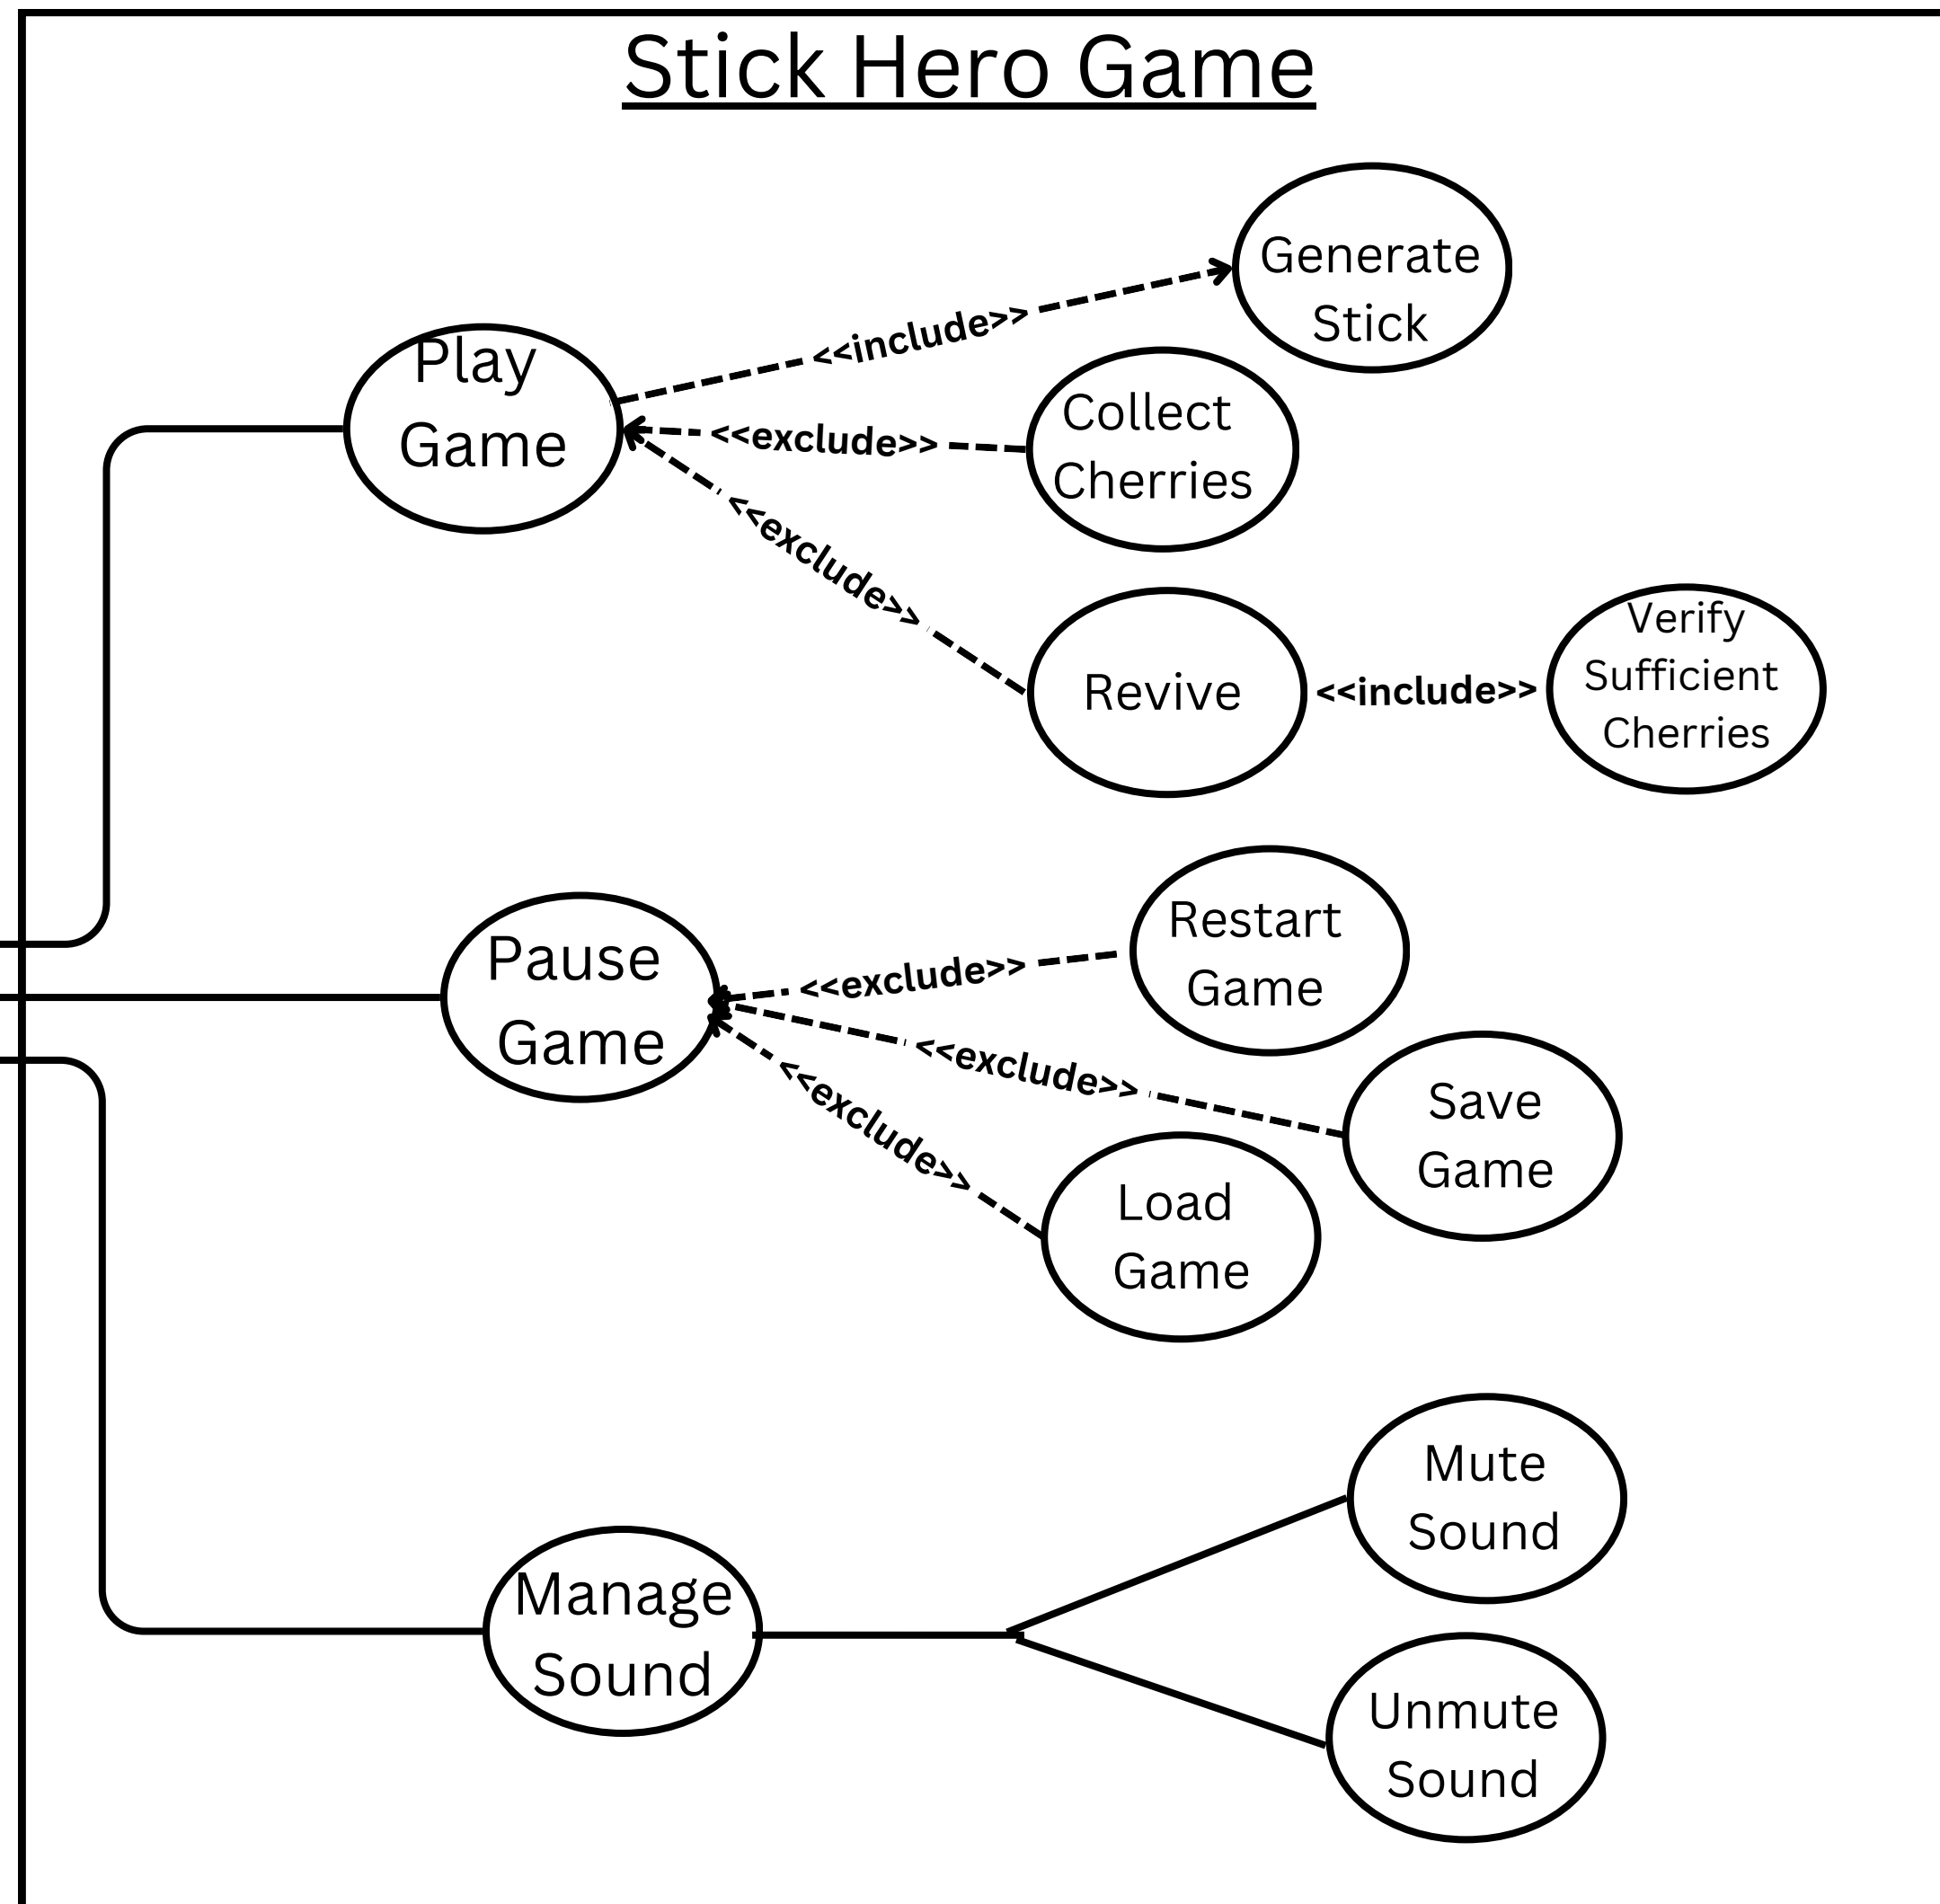 Stick Hero Game
Generate
Stick
<<include>>
Play
Game
Collect
Cherries
<<exclude>>
<<exclude>>
Revive
<<include>>
Verify
Sufficient
Cherries
Restart
Game
Pause
Game
<<exclude>>
<<exclude>>
Save
Game
<<exclude>>
Load
Game
Mute
Sound
Manage
Sound
Unmute
Sound